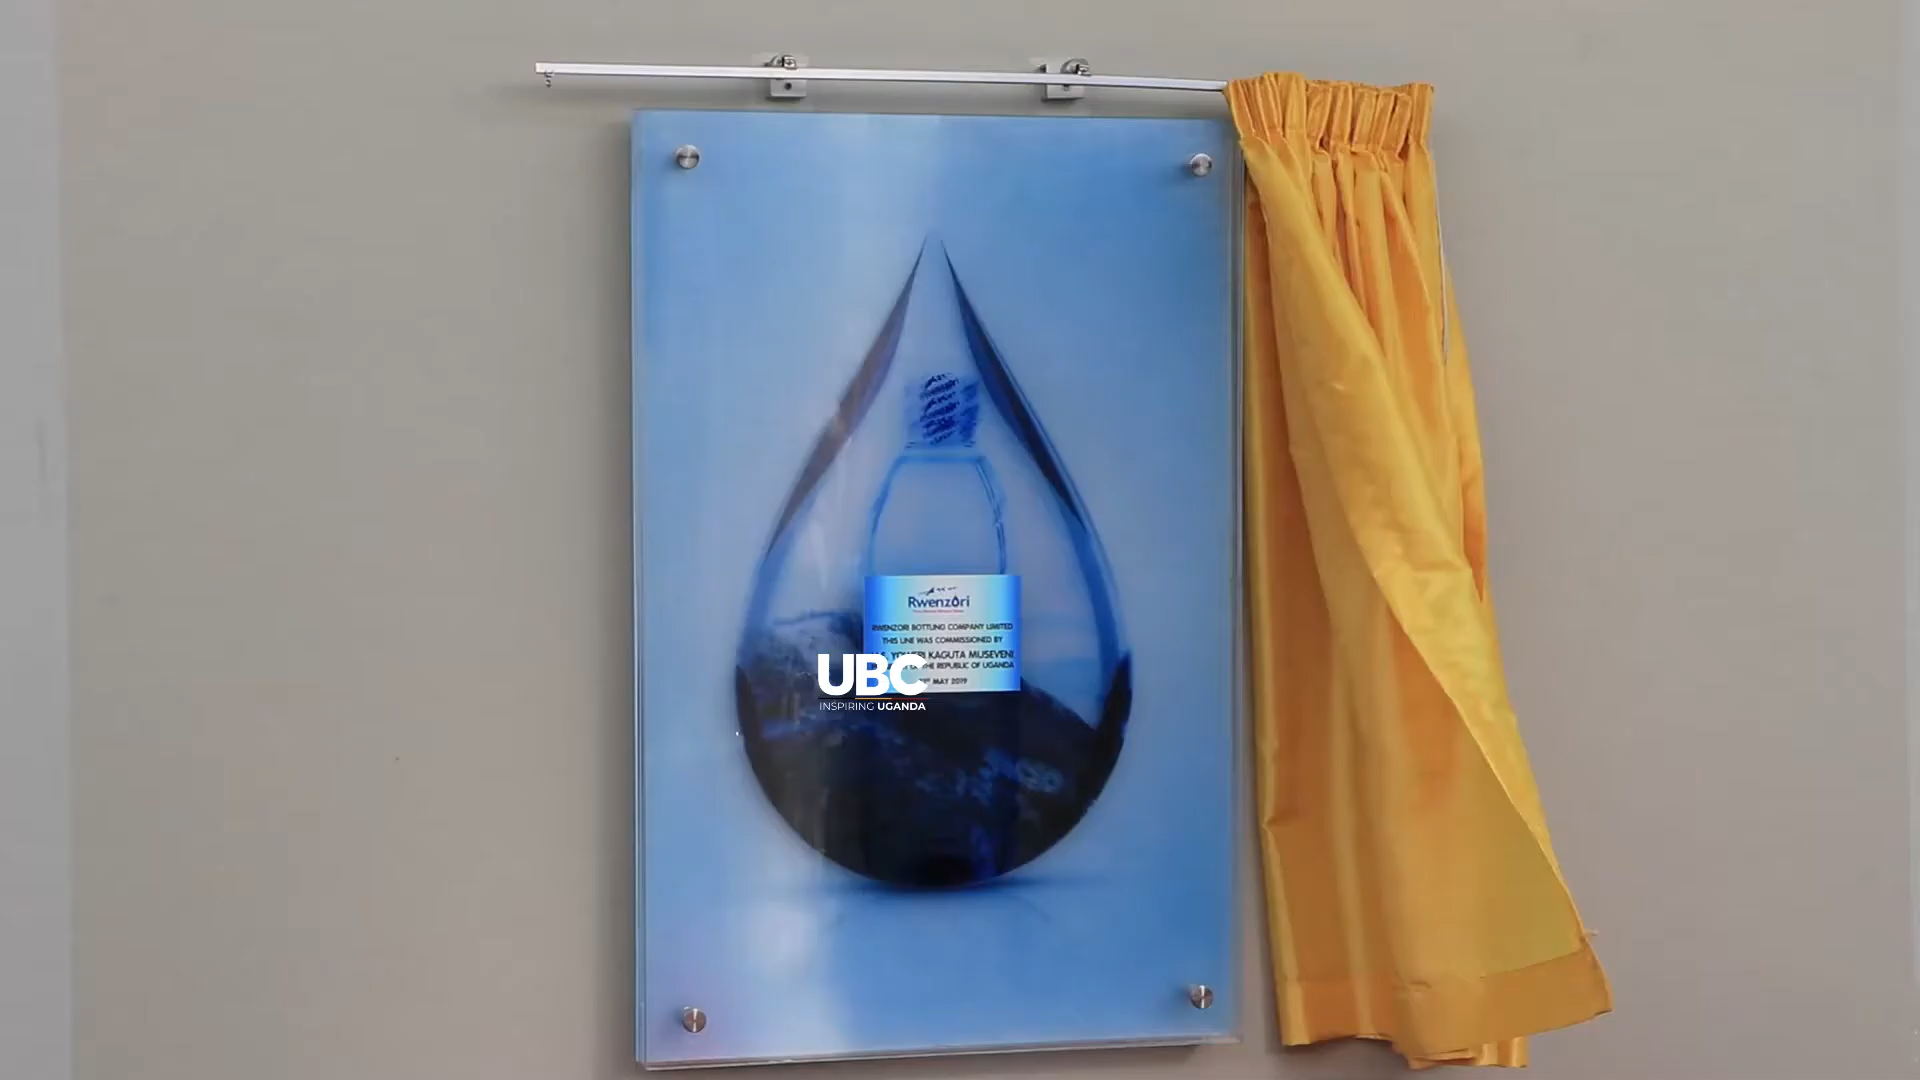 Rwenzori
RWENZORI BOTTLING COMPANY LIMITED
THIS LINE WAS COMMISSIONED BY
KAGUTA MUSEVENI
THE REPUBLIC OF UGANDA
MAY 2019
UBC
INSPIRING UGANDA